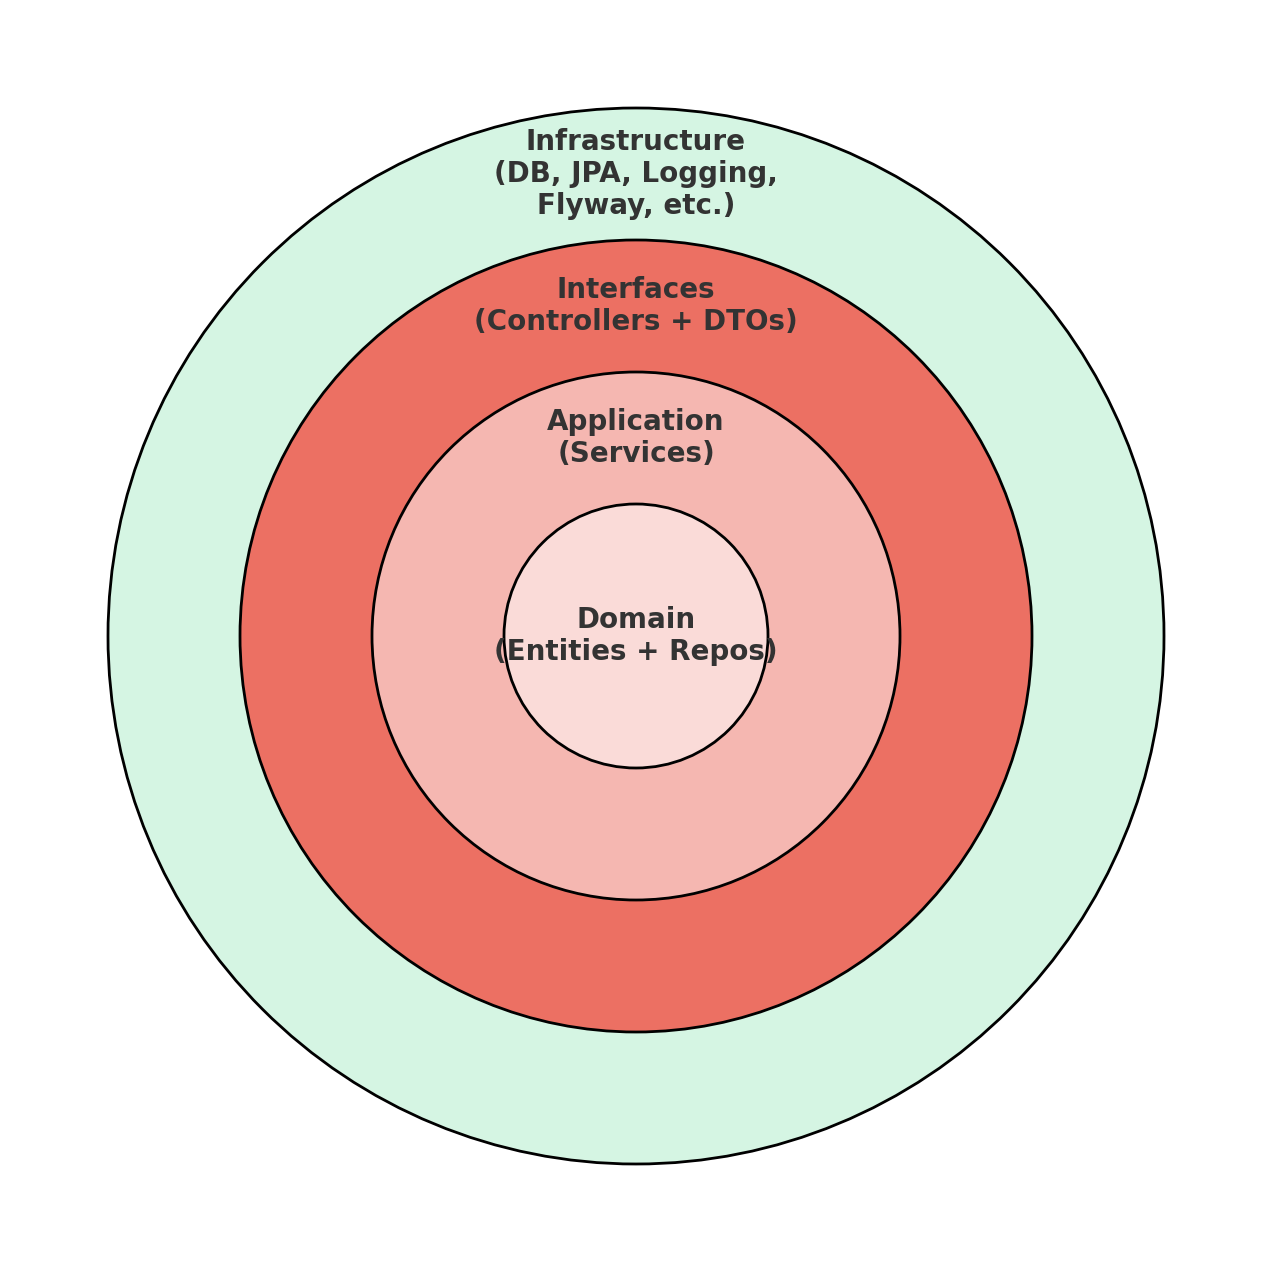 Infrastructure
(DB, JPA, Logging,
Flyway, etc.)
Interfaces
(Controllers + DTOs)
Application
(Services)
Domain
(Entities + Repos)